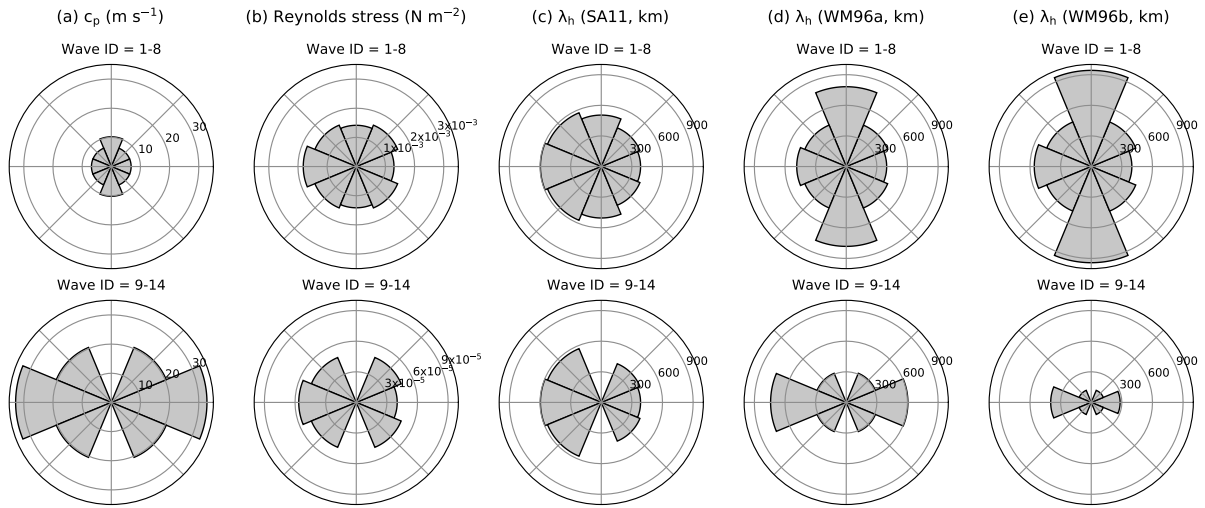 (a) cₚ (m s⁻¹)
(b) Reynolds stress (N m⁻²)
(c) λₕ (SA11, km)
(d) λₕ (WM96a, km)
(e) λₕ (WM96b, km)
Wave ID = 1-8
Wave ID = 1-8
Wave ID = 1-8
Wave ID = 1-8
Wave ID = 1-8
10
20
30
1x10⁻³
2x10⁻³
3x10⁻³
300
600
900
300
600
900
300
600
900
Wave ID = 9-14
Wave ID = 9-14
Wave ID = 9-14
Wave ID = 9-14
Wave ID = 9-14
10
20
30
3x10⁻⁵
6x10⁻⁵
9x10⁻⁵
300
600
900
300
600
900
300
600
900